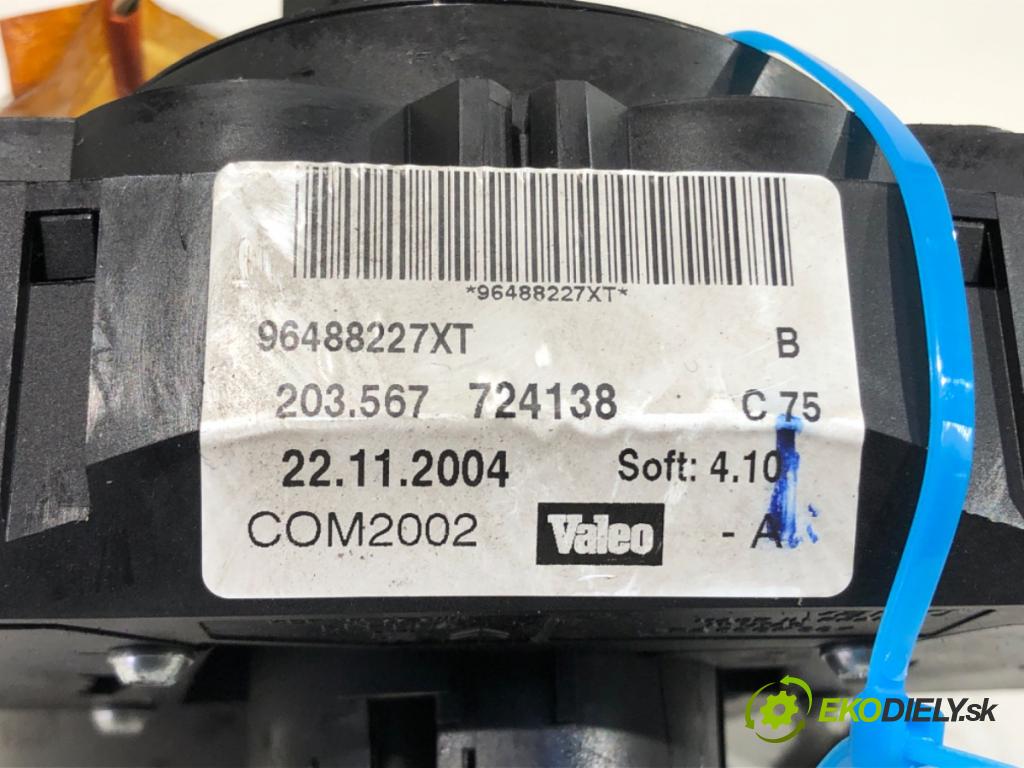 *96488227XT*
96488227XT B
203.567 724138 C 75
22.11.2004 Soft: 4.10
COM2002 Valeo - A
EKODIELY.sk